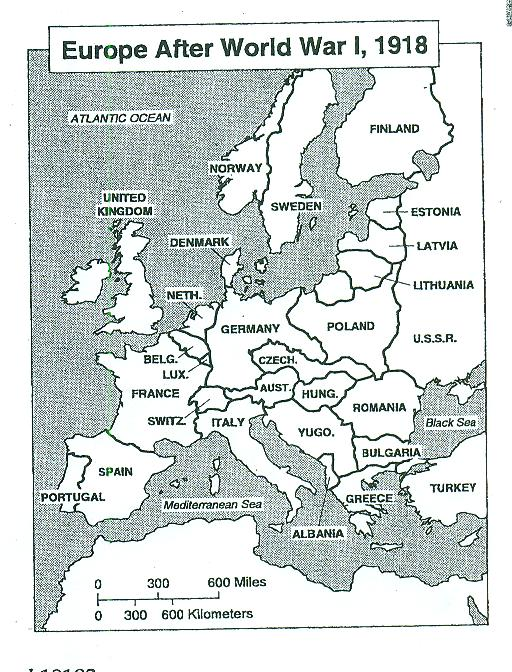 Europe After World War I, 1918
ATLANTIC OCEAN
FINLAND
NORWAY
UNITED
KINGDOM
SWEDEN
ESTONIA
DENMARK
LATVIA
LITHUANIA
NETH.
GERMANY
POLAND
U.S.S.R.
BELG.
LUX.
CZECH.
FRANCE
AUST.
HUNG.
ROMANIA
SWITZ.
ITALY
YUGO.
Black Sea
BULGARIA
SPAIN
PORTUGAL
Mediterranean Sea
GREECE
TURKEY
ALBANIA
0 300 600 Miles
0 300 600 Kilometers